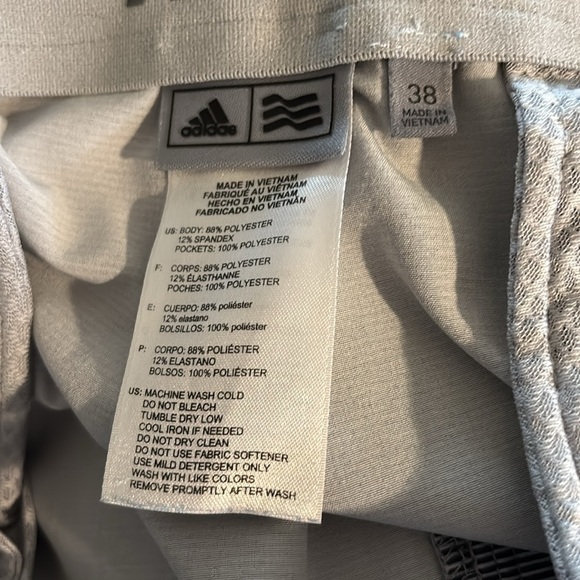 adidas
38
MADE IN
VIETNAM
MADE IN VIETNAM
FABRIQUÉ AU VIÊTNAM
HECHO EN VIETNAM
FABRICADO NO VIETNÃN
US: BODY: 88% POLYESTER
12% SPANDEX
POCKETS: 100% POLYESTER
F: CORPS: 88% POLYESTER
12% ÉLASTHANNE
POCHES: 100% POLYESTER
E: CUERPO: 88% poliéster
12% elastano
BOLSILLOS: 100% poliéster
P: CORPO: 88% POLIÉSTER
12% ELASTANO
BOLSOS: 100% POLIÉSTER
US: MACHINE WASH COLD
DO NOT BLEACH
TUMBLE DRY LOW
COOL IRON IF NEEDED
DO NOT DRY CLEAN
DO NOT USE FABRIC SOFTENER
USE MILD DETERGENT ONLY
WASH WITH LIKE COLORS
REMOVE PROMPTLY AFTER WASH